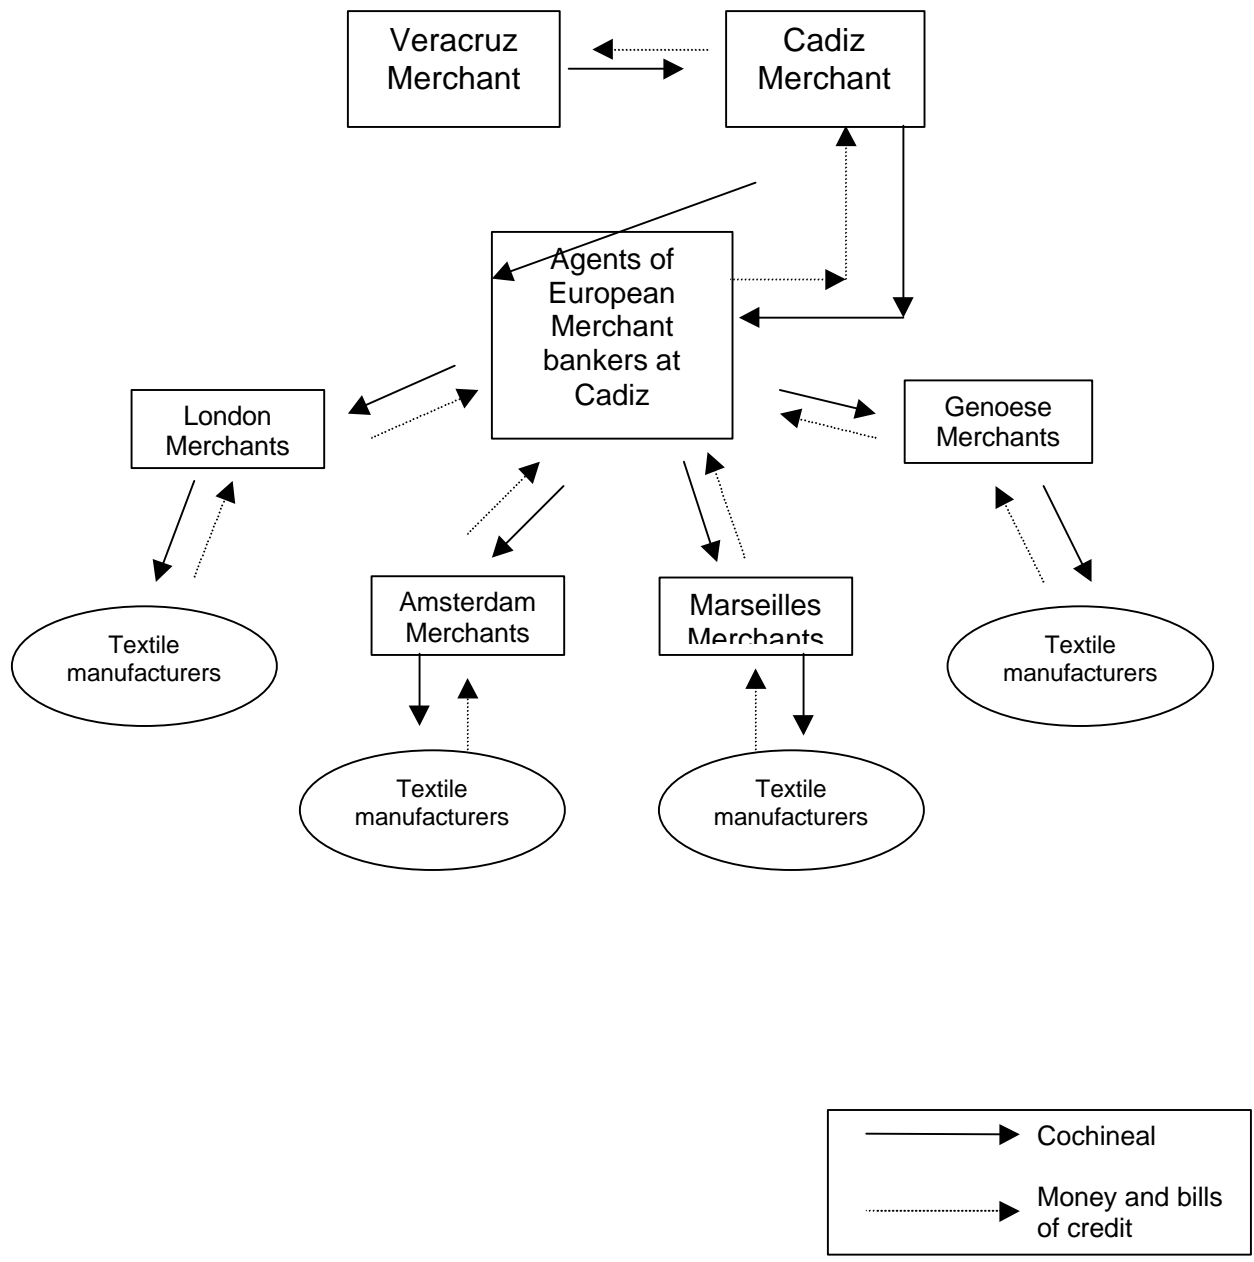 Veracruz
Merchant
Cadiz
Merchant
Agents of
European
Merchant
bankers at
Cadiz
London
Merchants
Genoese
Merchants
Amsterdam
Merchants
Marseilles
Merchants
Textile
manufacturers
Textile
manufacturers
Textile
manufacturers
Textile
manufacturers
Cochineal
Money and bills
of credit